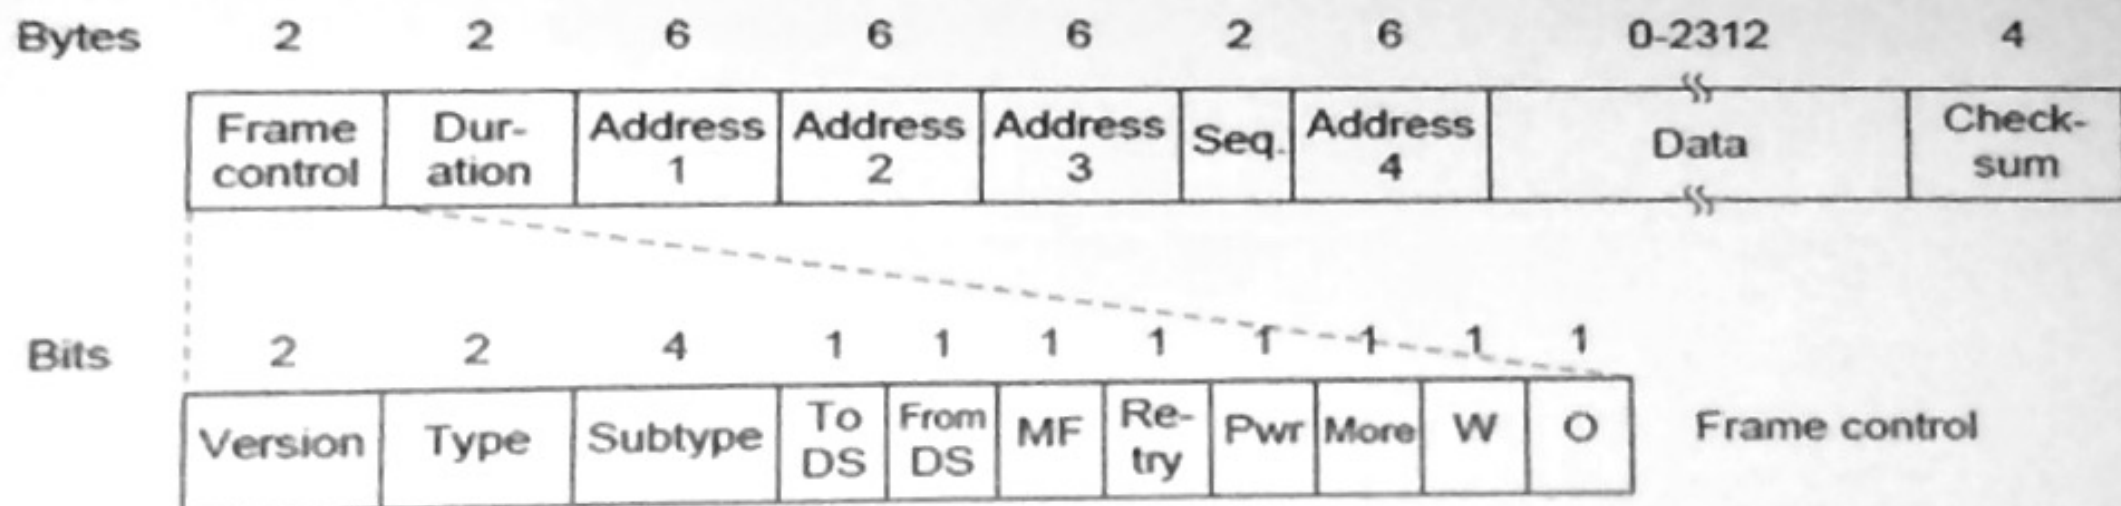 Bytes 2 2 6 6 6 2 6 0-2312 4
Frame control Dur-ation Address 1 Address 2 Address 3 Seq. Address 4 Data Check-sum
Bits 2 2 4 1 1 1 1 1 1 1 1
Version Type Subtype To DS From DS MF Re-try Pwr More W O Frame control